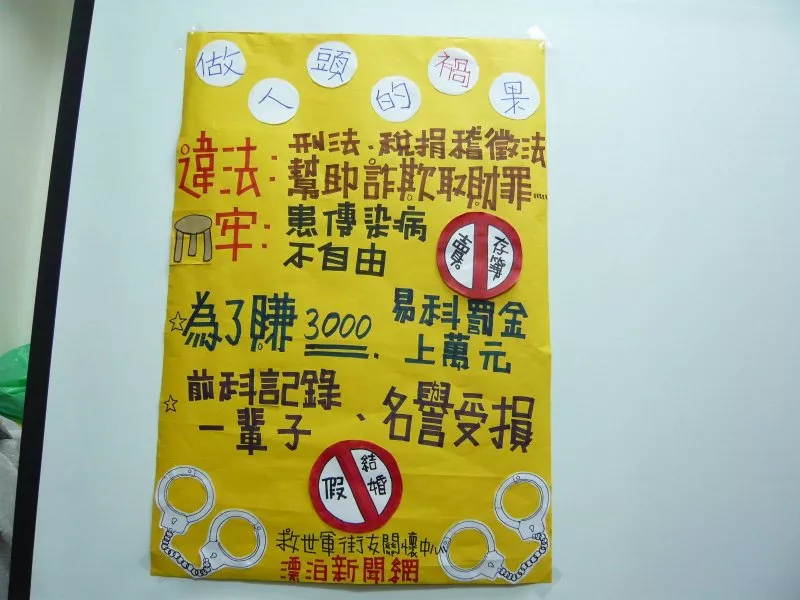 做人頭的禍果
違法：刑法．稅捐稽徵法
幫助詐欺取財罪……
牢：患傳染病
不自由
賣存簿
☆為了賺3000、易科罰金
上萬元
☆前科記錄
一輩子、名譽受損
假結婚
救世軍街友關懷中心
漂泊新聞網